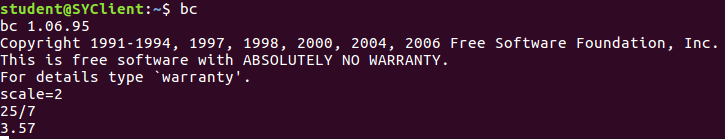 student@SYClient:~$ bc
bc 1.06.95
Copyright 1991-1994, 1997, 1998, 2000, 2004, 2006 Free Software Foundation, Inc.
This is free software with ABSOLUTELY NO WARRANTY.
For details type `warranty'.
scale=2
25/7
3.57